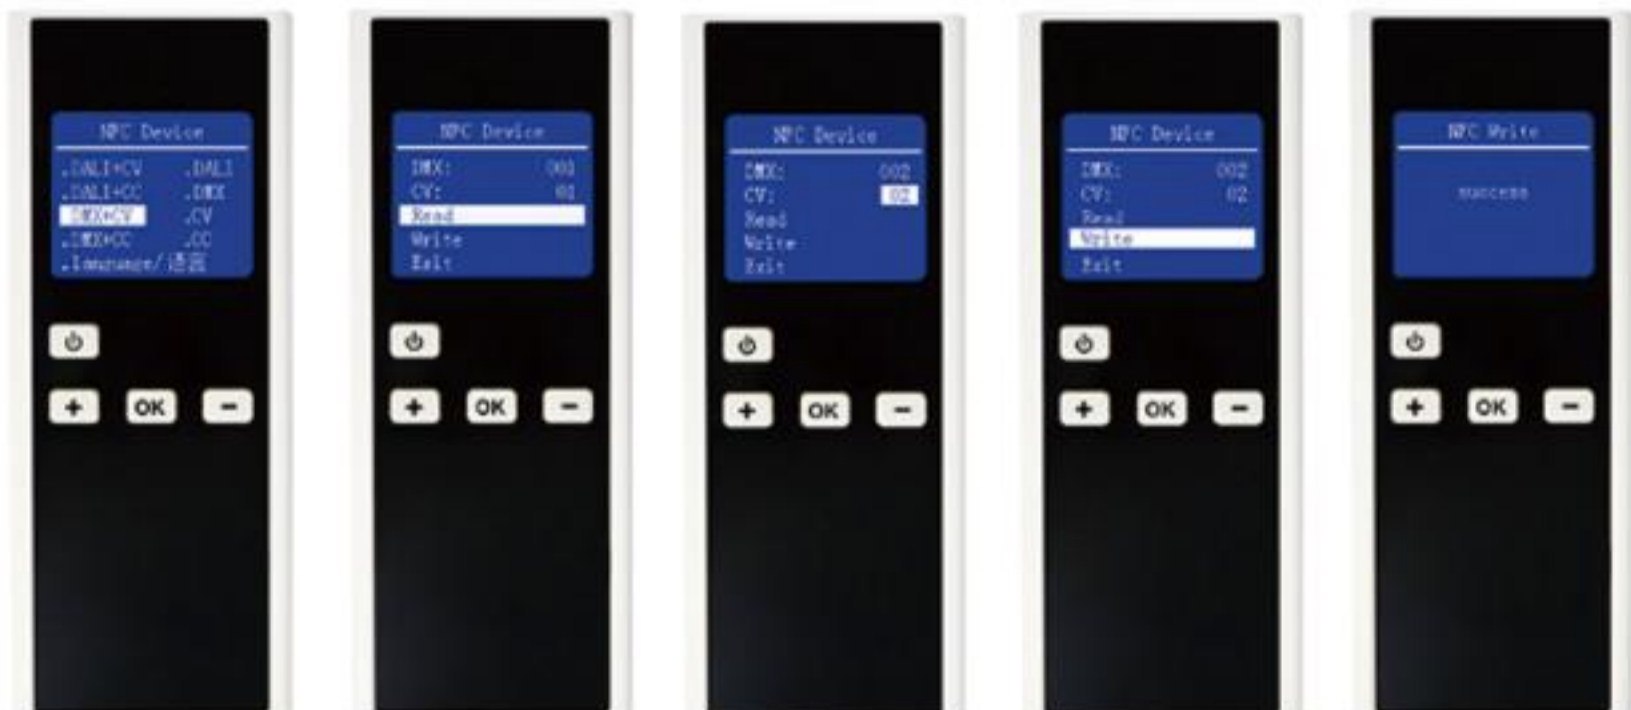 NFC Device
.DALI+CV .DALI
.DALI+CC .DMX
.DMX+CV .CV
.DMX+CC .CC
.language/语言
+ OK -
NFC Device
DMX: 001
CV: 01
Read
Write
Exit
+ OK -
NFC Device
DMX: 002
CV: 02
Read
Write
Exit
+ OK -
NFC Device
DMX: 002
CV: 02
Read
Write
Exit
+ OK -
NFC Write
success
+ OK -